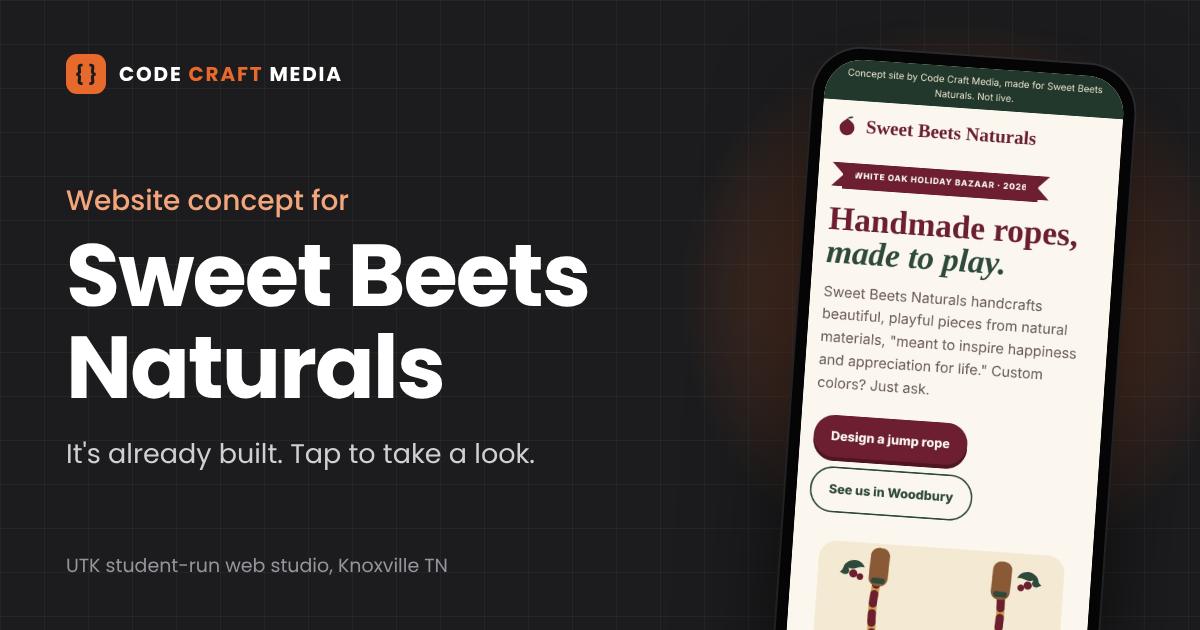 { } CODE CRAFT MEDIA
Website concept for
Sweet Beets
Naturals
It's already built. Tap to take a look.
UTK student-run web studio, Knoxville TN
Concept site by Code Craft Media, made for Sweet Beets
Naturals. Not live.
Sweet Beets Naturals
WHITE OAK HOLIDAY BAZAAR · 2026
Handmade ropes,
made to play.
Sweet Beets Naturals handcrafts
beautiful, playful pieces from natural
materials, "meant to inspire happiness
and appreciation for life." Custom
colors? Just ask.
Design a jump rope
See us in Woodbury